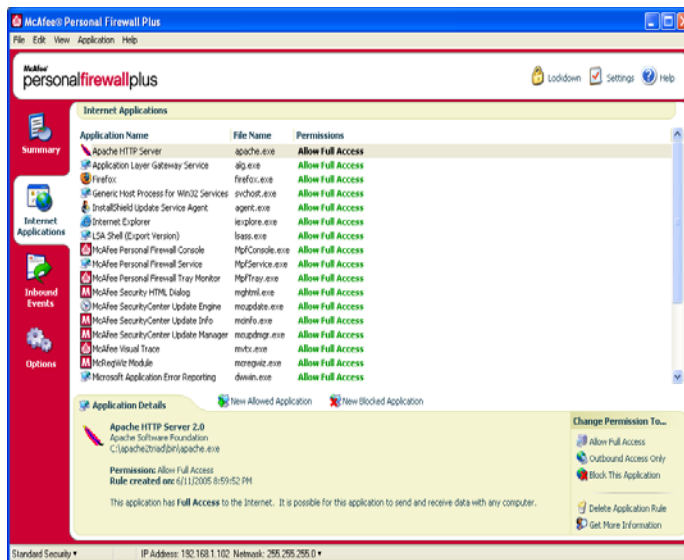 McAfee® Personal Firewall Plus
File Edit View Application Help
McAfee
personalfirewallplus
Lockdown Settings Help
Summary
Internet Applications
Inbound Events
Options
Internet Applications
Application Name File Name Permissions
Apache HTTP Server apache.exe Allow Full Access
Application Layer Gateway Service alg.exe Allow Full Access
Firefox firefox.exe Allow Full Access
Generic Host Process for Win32 Services svchost.exe Allow Full Access
InstallShield Update Service Agent agent.exe Allow Full Access
Internet Explorer iexplore.exe Allow Full Access
LSA Shell (Export Version) lsass.exe Allow Full Access
McAfee Personal Firewall Console MpfConsole.exe Allow Full Access
McAfee Personal Firewall Service MpfService.exe Allow Full Access
McAfee Personal Firewall Tray Monitor MpfTray.exe Allow Full Access
McAfee Security HTML Dialog mghtml.exe Allow Full Access
McAfee SecurityCenter Update Engine mcupdate.exe Allow Full Access
McAfee SecurityCenter Update Info mcinfo.exe Allow Full Access
McAfee SecurityCenter Update Manager mcupdmgr.exe Allow Full Access
McAfee Visual Trace mvtx.exe Allow Full Access
McRegWiz Module mcregwiz.exe Allow Full Access
Microsoft Application Error Reporting dwwin.exe Allow Full Access
Application Details
New Allowed Application New Blocked Application
Apache HTTP Server 2.0
Apache Software Foundation
C:\apache2triad\bin\apache.exe
Permission: Allow Full Access
Rule created on: 6/11/2005 8:59:52 PM
This application has Full Access to the Internet. It is possible for this application to send and receive data with any computer.
Change Permission To...
Allow Full Access
Outbound Access Only
Block This Application
Delete Application Rule
Get More Information
Standard Security IP Address: 192.168.1.102 Netmask: 255.255.255.0